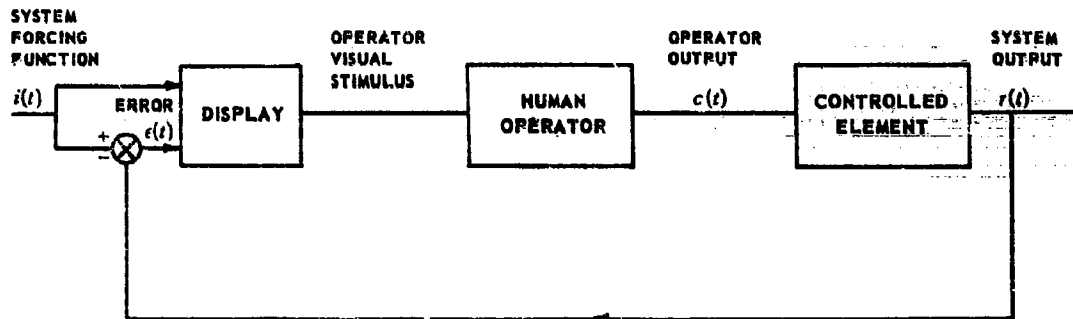 SYSTEM
FORCING
FUNCTION
i(t)
ERROR
+
−
ϵ(t)
DISPLAY
OPERATOR
VISUAL
STIMULUS
HUMAN
OPERATOR
OPERATOR
OUTPUT
c(t)
CONTROLLED
ELEMENT
SYSTEM
OUTPUT
r(t)